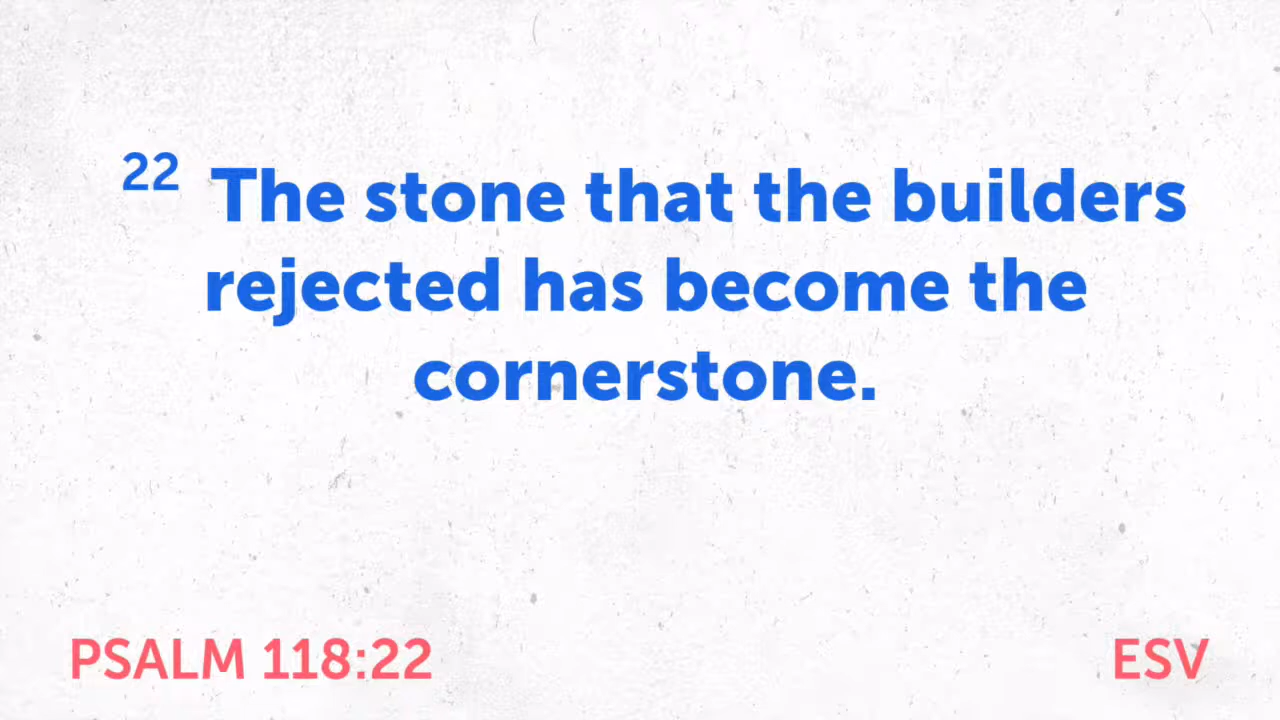 22 The stone that the builders
rejected has become the
cornerstone.
PSALM 118:22
ESV